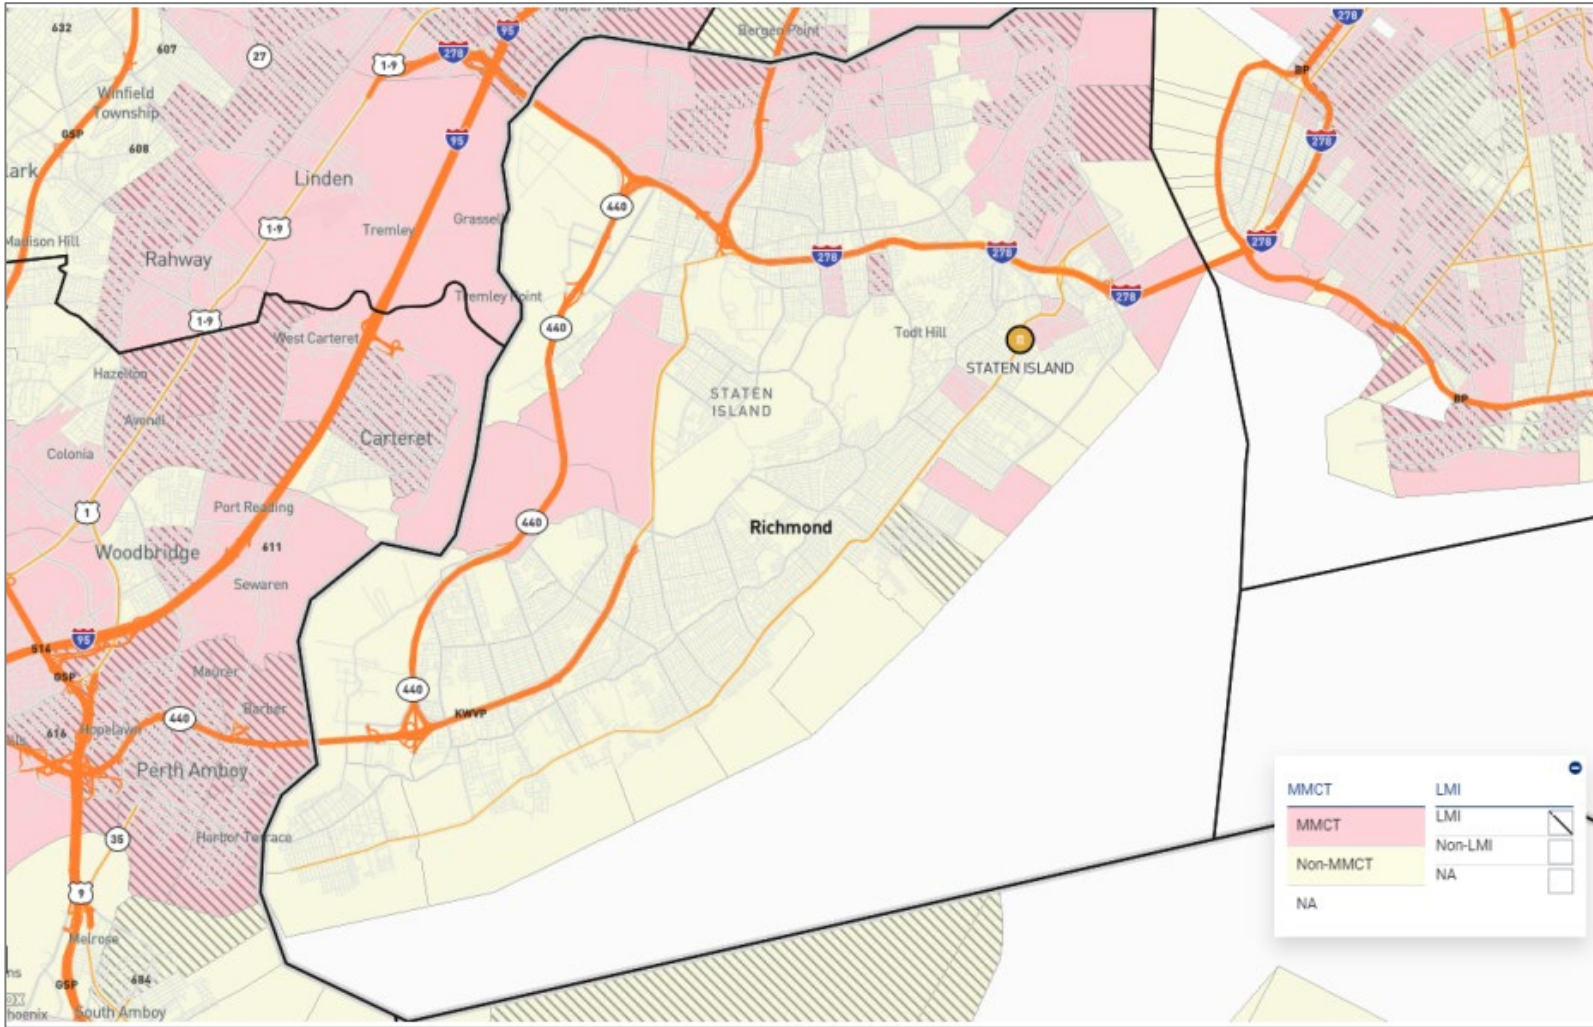 632
607
27
1-9
278
95
Bergen Point
278
BP
Winfield
Township
GSP
608
95
278
ark
Linden
440
1-9
Tremley
Grassel
Madison Hill
Rahway
278
278
278
278
Tremley Point
1-9
West Carteret
440
Todt Hill
STATEN ISLAND
Hazelton
STATEN
ISLAND
BP
Avenel
Carteret
Colonia
Port Reading
1
440
Richmond
Woodbridge
611
Sewaren
95
514
GSP
Maurer
440
Barber
440
KWVP
616
Hopelawn
Perth Amboy
35
Harbor Terrace
9
Melrose
684
GSP
South Amboy
hoenix
MMCT
LMI
MMCT
LMI
Non-LMI
Non-MMCT
NA
NA